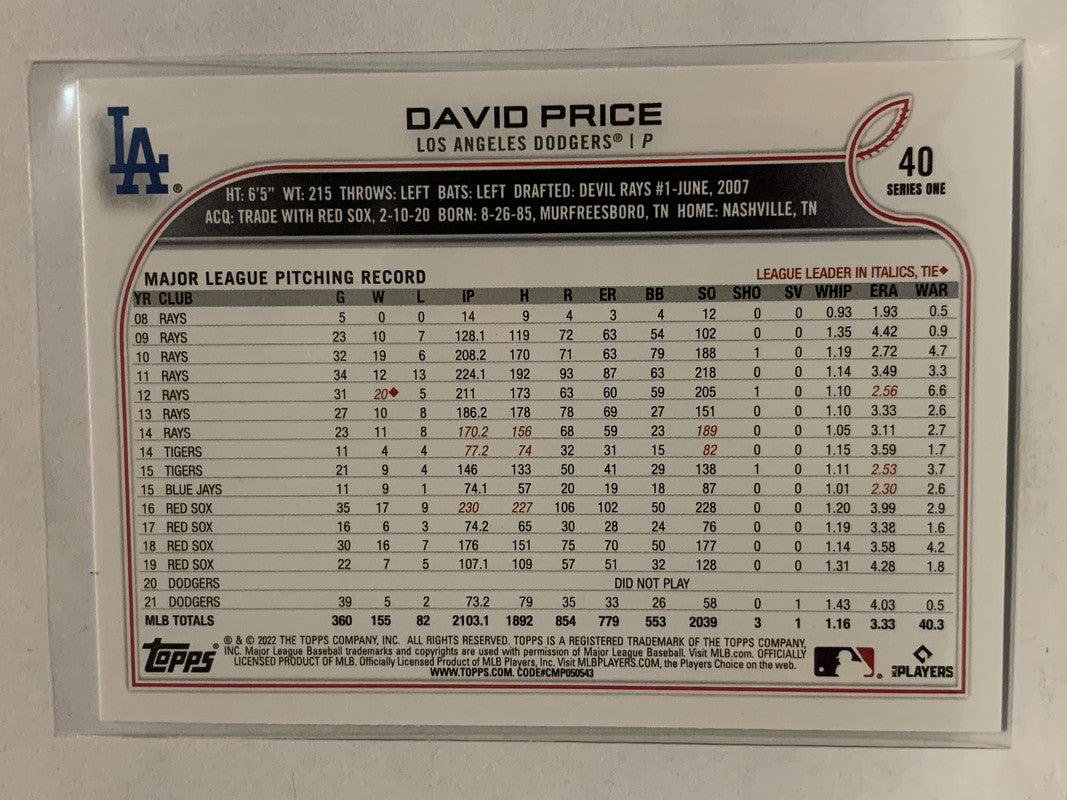 LA®
DAVID PRICE
LOS ANGELES DODGERS® | P
40
SERIES ONE
HT: 6'5" WT: 215 THROWS: LEFT BATS: LEFT DRAFTED: DEVIL RAYS #1-JUNE, 2007
ACQ: TRADE WITH RED SOX, 2-10-20 BORN: 8-26-85, MURFREESBORO, TN HOME: NASHVILLE, TN
MAJOR LEAGUE PITCHING RECORD LEAGUE LEADER IN ITALICS, TIE◆
YR CLUB G W L IP H R ER BB SO SHO SV WHIP ERA WAR
08 RAYS 5 0 0 14 9 4 3 4 12 0 0 0.93 1.93 0.5
09 RAYS 23 10 7 128.1 119 72 63 54 102 0 0 1.35 4.42 0.9
10 RAYS 32 19 6 208.2 170 71 63 79 188 1 0 1.19 2.72 4.7
11 RAYS 34 12 13 224.1 192 93 87 63 218 0 0 1.14 3.49 3.3
12 RAYS 31 20◆ 5 211 173 63 60 59 205 1 0 1.10 2.56 6.6
13 RAYS 27 10 8 186.2 178 78 69 27 151 0 0 1.10 3.33 2.6
14 RAYS 23 11 8 170.2 156 68 59 23 189 0 0 1.05 3.11 2.7
14 TIGERS 11 4 4 77.2 74 32 31 15 82 0 0 1.15 3.59 1.7
15 TIGERS 21 9 4 146 133 50 41 29 138 1 0 1.11 2.53 3.7
15 BLUE JAYS 11 9 1 74.1 57 20 19 18 87 0 0 1.01 2.30 2.6
16 RED SOX 35 17 9 230 227 106 102 50 228 0 0 1.20 3.99 2.9
17 RED SOX 16 6 3 74.2 65 30 28 24 76 0 0 1.19 3.38 1.6
18 RED SOX 30 16 7 176 151 75 70 50 177 0 0 1.14 3.58 4.2
19 RED SOX 22 7 5 107.1 109 57 51 32 128 0 0 1.31 4.28 1.8
20 DODGERS DID NOT PLAY
21 DODGERS 39 5 2 73.2 79 35 33 26 58 0 1 1.43 4.03 0.5
MLB TOTALS 360 155 82 2103.1 1892 854 779 553 2039 3 1 1.16 3.33 40.3
Topps®
® & © 2022 THE TOPPS COMPANY, INC. ALL RIGHTS RESERVED. TOPPS IS A REGISTERED TRADEMARK OF THE TOPPS COMPANY,
INC. Major League Baseball trademarks and copyrights are used with permission of Major League Baseball. Visit MLB.com. OFFICIALLY
LICENSED PRODUCT OF MLB. Officially Licensed Product of MLB Players, Inc. Visit MLBPLAYERS.COM, the Players Choice on the web.
WWW.TOPPS.COM. CODE#CMP050543
MLB PLAYERS